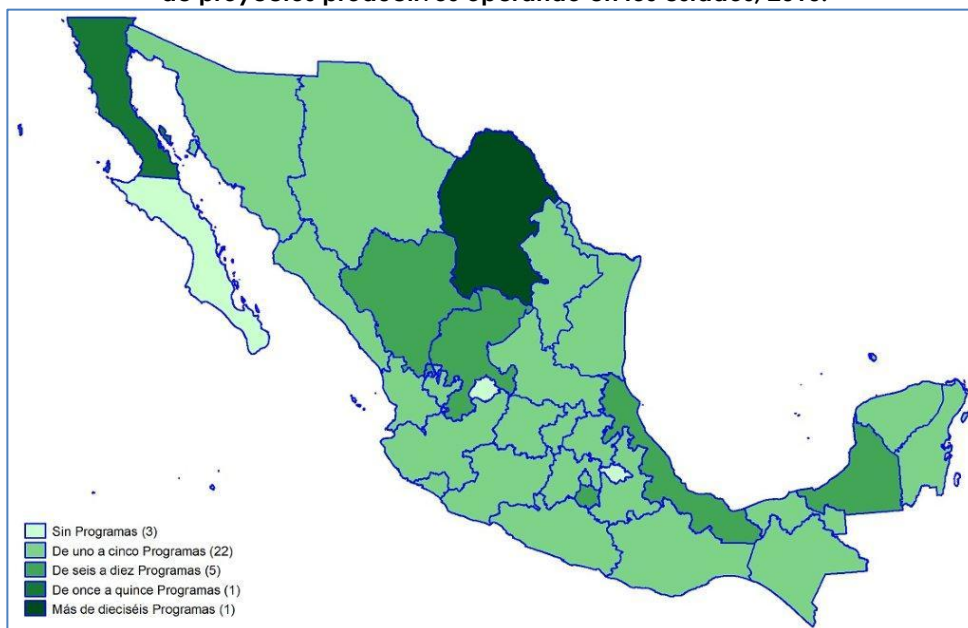 de proyectos productivos operando en los estados, 2010.
Sin Programas (3)
De uno a cinco Programas (22)
De seis a diez Programas (5)
De once a quince Programas (1)
Más de dieciséis Programas (1)